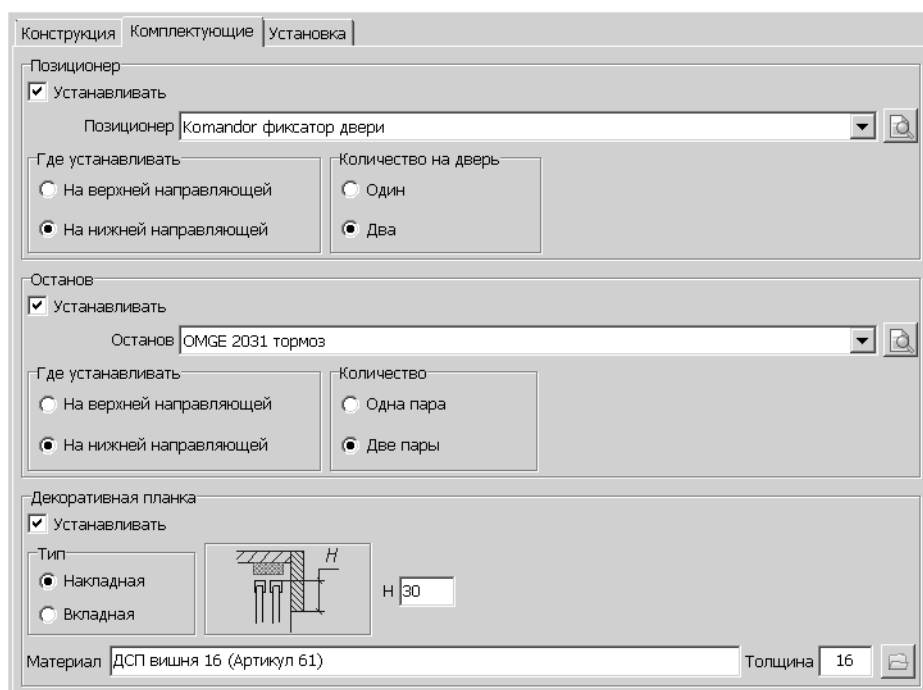 Конструкция Комплектующие Установка
Позиционер
Устанавливать
Позиционер Komandor фиксатор двери
Где устанавливать Количество на дверь
На верхней направляющей Один
На нижней направляющей Два
Останов
Устанавливать
Останов OMGE 2031 тормоз
Где устанавливать Количество
На верхней направляющей Одна пара
На нижней направляющей Две пары
Декоративная планка
Устанавливать
Тип H
Накладная H 30
Вкладная
Материал ДСП вишня 16 (Артикул 61) Толщина 16